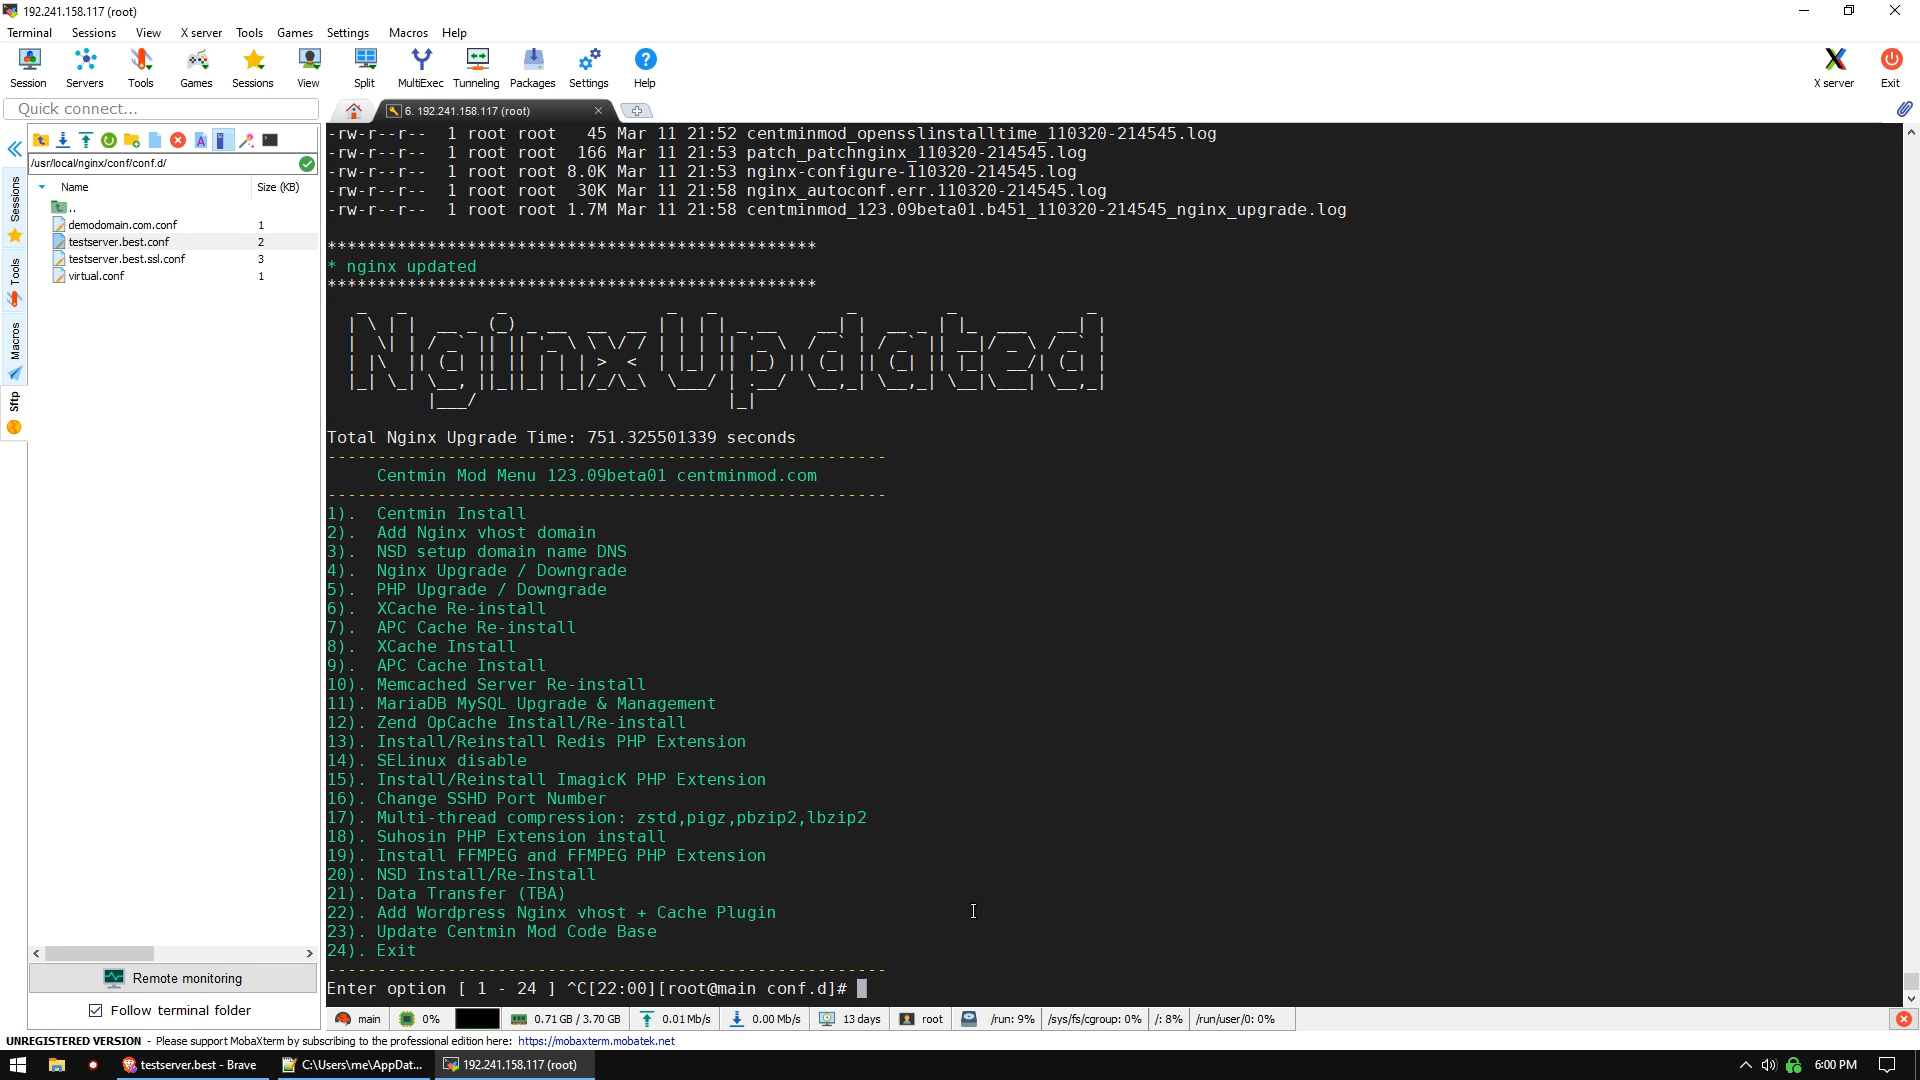 192.241.158.117 (root)
Terminal Sessions View X server Tools Games Settings Macros Help
Session Servers Tools Games Sessions View Split MultiExec Tunneling Packages Settings Help X server Exit
Quick connect...
6. 192.241.158.117 (root)
/usr/local/nginx/conf/conf.d/
Name Size (KB)
..
demodomain.com.conf 1
testserver.best.conf 2
testserver.best.ssl.conf 3
virtual.conf 1
Sessions
Tools
Macros
Sftp
Remote monitoring
Follow terminal folder
-rw-r--r-- 1 root root 45 Mar 11 21:52 centminmod_opensslinstalltime_110320-214545.log
-rw-r--r-- 1 root root 166 Mar 11 21:53 patch_patchnginx_110320-214545.log
-rw-r--r-- 1 root root 8.0K Mar 11 21:53 nginx-configure-110320-214545.log
-rw-r--r-- 1 root root 30K Mar 11 21:58 nginx_autoconf.err.110320-214545.log
-rw-r--r-- 1 root root 1.7M Mar 11 21:58 centminmod_123.09beta01.b451_110320-214545_nginx_upgrade.log
*************************************************
* nginx updated
*************************************************
Nginx Updated
Total Nginx Upgrade Time: 751.325501339 seconds
--------------------------------------------------------
Centmin Mod Menu 123.09beta01 centminmod.com
--------------------------------------------------------
1). Centmin Install
2). Add Nginx vhost domain
3). NSD setup domain name DNS
4). Nginx Upgrade / Downgrade
5). PHP Upgrade / Downgrade
6). XCache Re-install
7). APC Cache Re-install
8). XCache Install
9). APC Cache Install
10). Memcached Server Re-install
11). MariaDB MySQL Upgrade & Management
12). Zend OpCache Install/Re-install
13). Install/Reinstall Redis PHP Extension
14). SELinux disable
15). Install/Reinstall ImagicK PHP Extension
16). Change SSHD Port Number
17). Multi-thread compression: zstd,pigz,pbzip2,lbzip2
18). Suhosin PHP Extension install
19). Install FFMPEG and FFMPEG PHP Extension
20). NSD Install/Re-Install
21). Data Transfer (TBA)
22). Add Wordpress Nginx vhost + Cache Plugin
23). Update Centmin Mod Code Base
24). Exit
--------------------------------------------------------
Enter option [ 1 - 24 ] ^C[22:00][root@main conf.d]#
main 0% 0.71 GB / 3.70 GB 0.01 Mb/s 0.00 Mb/s 13 days root /run: 9% /sys/fs/cgroup: 0% /: 8% /run/user/0: 0%
UNREGISTERED VERSION - Please support MobaXterm by subscribing to the professional edition here: https://mobaxterm.mobatek.net
testserver.best - Brave C:\Users\me\AppDat... 192.241.158.117 (root) 6:00 PM